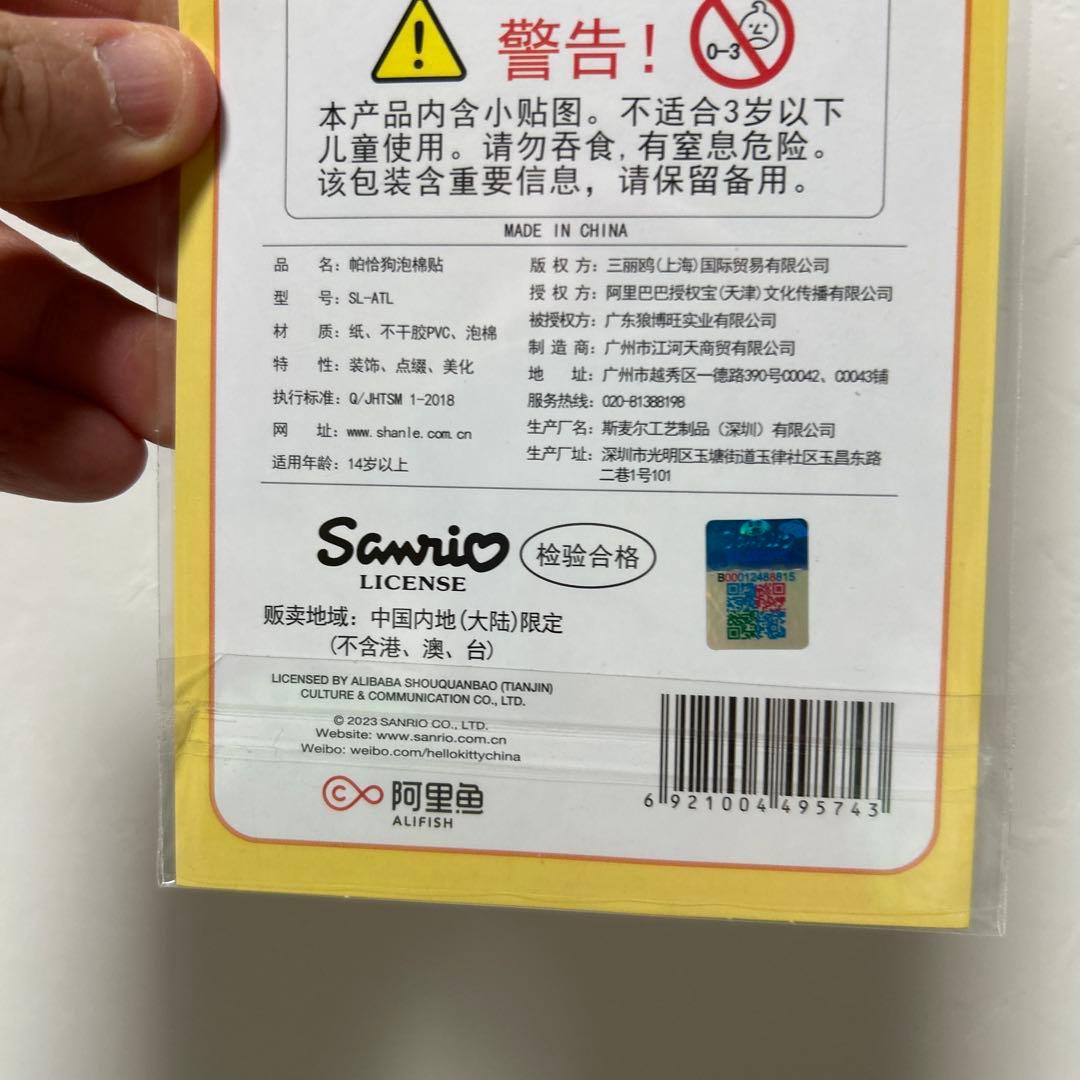 警告!
0-3
本产品内含小贴图。不适合3岁以下
儿童使用。请勿吞食,有窒息危险。
该包装含重要信息，请保留备用。
MADE IN CHINA
品 名: 帕恰狗泡棉贴
型 号: SL-ATL
材 质: 纸、不干胶PVC、泡棉
特 性: 装饰、点缀、美化
执行标准: Q/JHTSM 1-2018
网 址: www.shanle.com.cn
适用年龄: 14岁以上
版 权 方: 三丽鸥(上海)国际贸易有限公司
授 权 方: 阿里巴巴授权宝(天津)文化传播有限公司
被授权方: 广东狼博旺实业有限公司
制 造 商: 广州市江河天商贸有限公司
地 址: 广州市越秀区一德路390号C0042、C0043铺
服务热线: 020-81388198
生产厂名: 斯麦尔工艺制品（深圳）有限公司
生产厂址: 深圳市光明区玉塘街道玉律社区玉昌东路
二巷1号101
Sanrio
LICENSE
检验合格
B00012488815
贩卖地域: 中国内地(大陆)限定
(不含港、澳、台)
LICENSED BY ALIBABA SHOUQUANBAO (TIANJIN)
CULTURE & COMMUNICATION CO., LTD.
© 2023 SANRIO CO., LTD.
Website: www.sanrio.com.cn
Weibo: weibo.com/hellokittychina
阿里鱼
ALIFISH
6 921004 495743